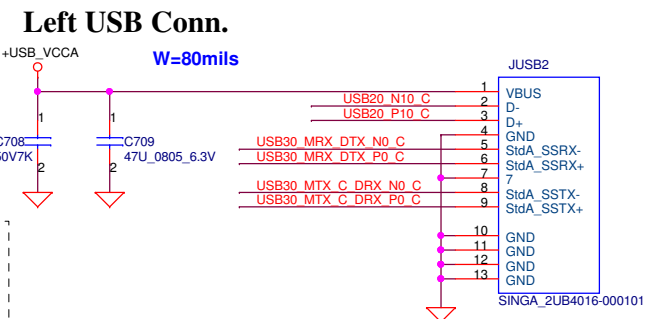 Left USB Conn.
+USB_VCCA
W=80mils
JUSB2
1 VBUS
USB20_N10_C 2 D-
USB20_P10_C 3 D+
4 GND
USB30_MRX_DTX_N0_C 5 StdA_SSRX-
USB30_MRX_DTX_P0_C 6 StdA_SSRX+
7 7
USB30_MTX_C_DRX_N0_C 8 StdA_SSTX-
USB30_MTX_C_DRX_P0_C 9 StdA_SSTX+
10 GND
11 GND
12 GND
13 GND
SINGA_2UB4016-000101
1
C708
50V7K
2
1
C709
47U_0805_6.3V
2